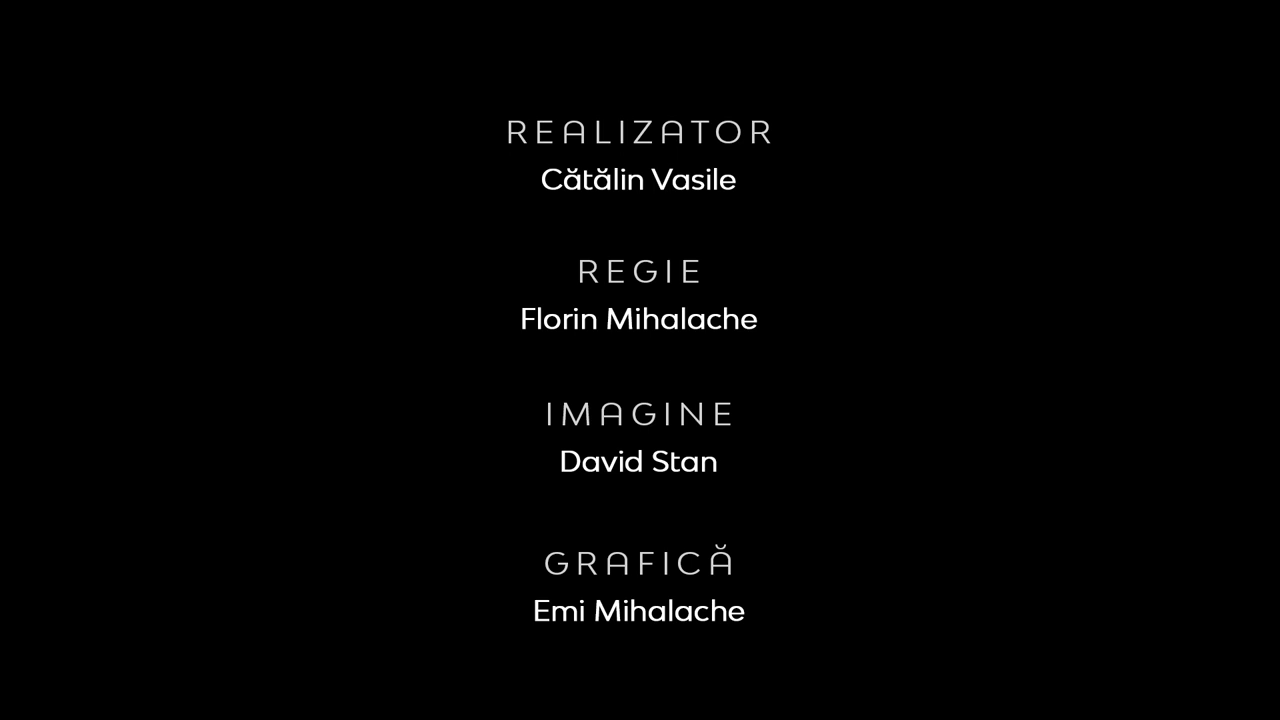 REALIZATOR
Cătălin Vasile
REGIE
Florin Mihalache
IMAGINE
David Stan
GRAFICĂ
Emi Mihalache